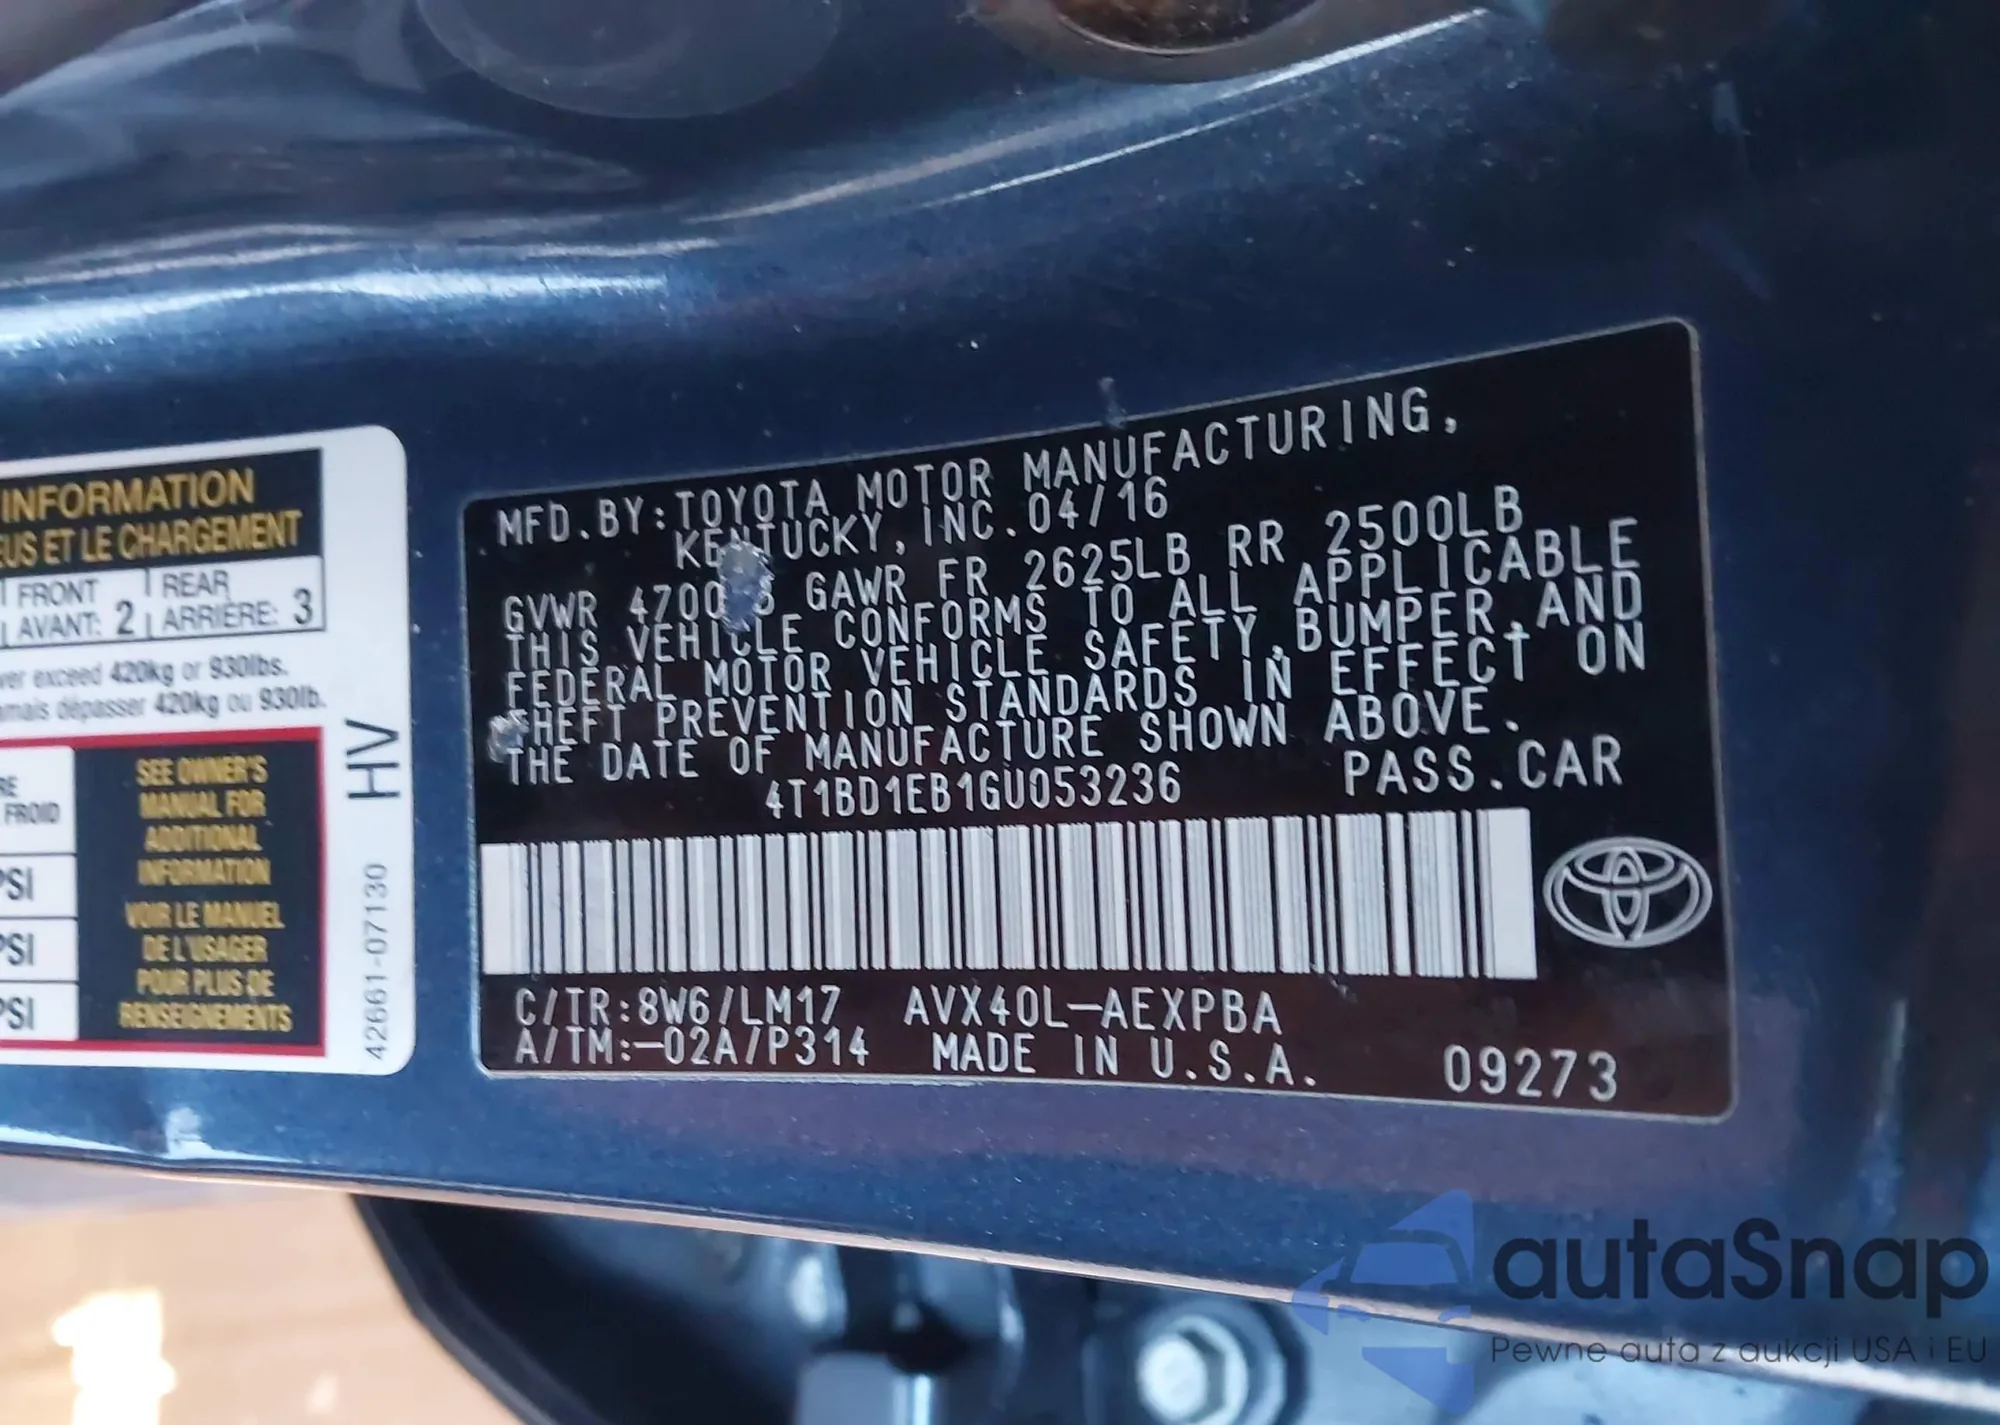 INFORMATION
EUS ET LE CHARGEMENT
FRONT
AVANT: 2
REAR
ARRIÈRE: 3
ver exceed 420kg or 930lbs.
amais dépasser 420kg ou 930lb.
FROID
PSI
PSI
PSI
SEE OWNER'S
MANUAL FOR
ADDITIONAL
INFORMATION
VOIR LE MANUEL
DE L'USAGER
POUR PLUS DE
RENSEIGNEMENTS
HV
42661-07130
MFD.BY:TOYOTA MOTOR MANUFACTURING,
KENTUCKY, INC. 04/16
GVWR GAWR FR 2625LB RR 2500LB
THIS VEHICLE CONFORMS TO ALL APPLICABLE
FEDERAL MOTOR VEHICLE SAFETY,BUMPER,AND
THEFT PREVENTION STANDARDS IN EFFECT ON
THE DATE OF MANUFACTURE SHOWN ABOVE.
4T1BD1EB1GU053236 PASS.CAR
C/TR:8W6/LM17 AVX40L-AEXPBA
A/TM:-02A/P314 MADE IN U.S.A. 09273
autaSnap
Pewne auta z aukcji USA i EU